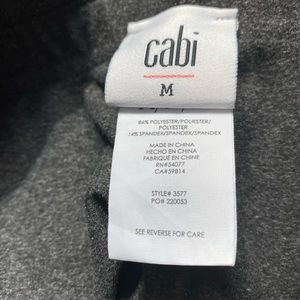 cabi
M
86% POLYESTER/POLIESTER/
POLYESTER
14% SPANDEX/SPANDEX/SPANDEX
MADE IN CHINA
HECHO EN CHINA
FABRIQUÉ EN CHINE
RN#54077
CA#59814
STYLE# 3577
PO# 220053
SEE REVERSE FOR CARE